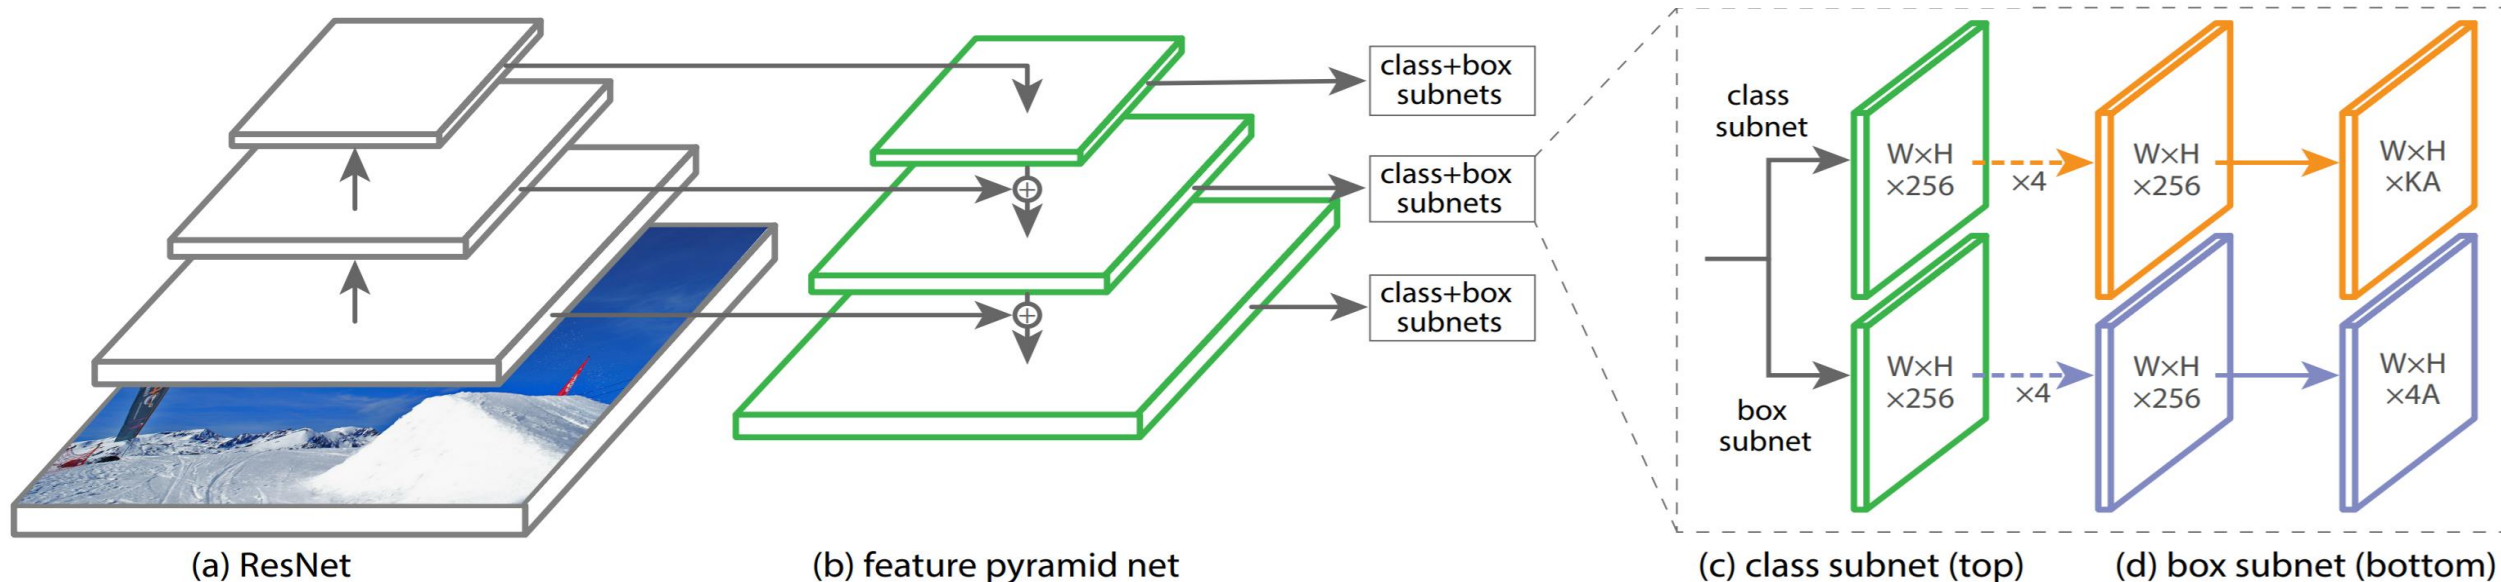 class+box
subnets
class+box
subnets
class+box
subnets
class
subnet
W×H
×256
×4
W×H
×256
W×H
×KA
box
subnet
W×H
×256
×4
W×H
×256
W×H
×4A
(a) ResNet
(b) feature pyramid net
(c) class subnet (top)
(d) box subnet (bottom)